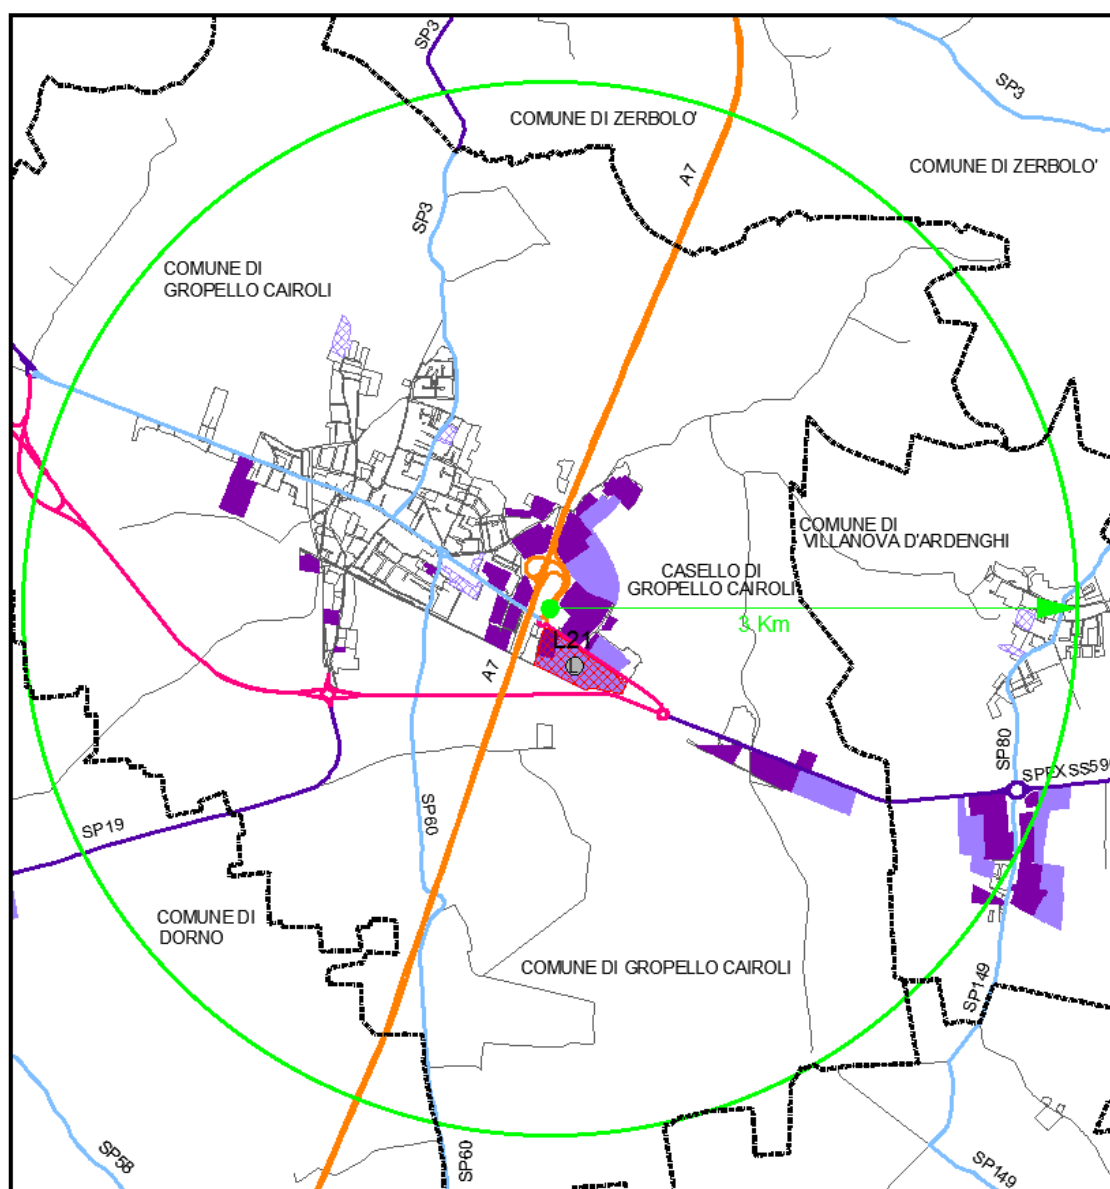 SP3
SP3
COMUNE DI ZERBOLO'
COMUNE DI ZERBOLO'
A7
SP3
COMUNE DI
GROPELLO CAIROLI
COMUNE DI
VILLANOVA D'ARDENGHI
CASELLO DI
GROPELLO CAIROLI
3 Km
L21
L
A7
SP80
SPEX SS59
SP60
SP19
COMUNE DI
DORNO
COMUNE DI GROPELLO CAIROLI
SP149
SP58
SP60
SP149